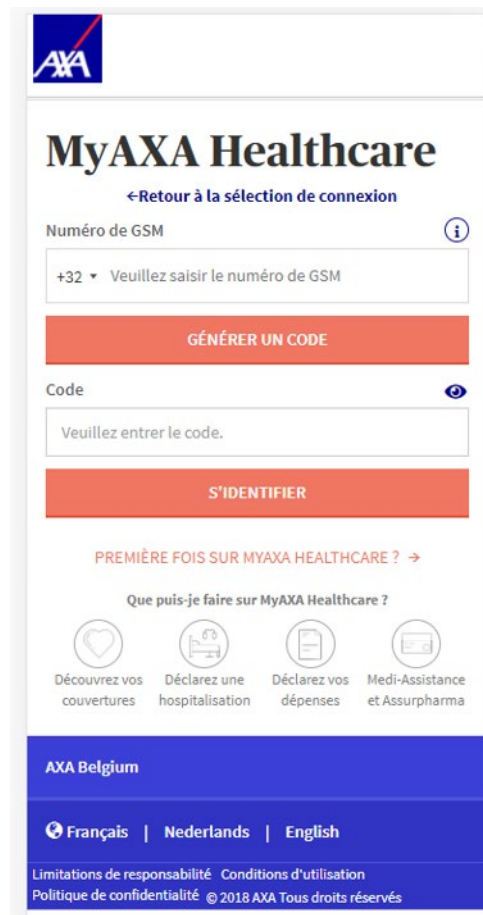 AXA
MyAXA Healthcare
←Retour à la sélection de connexion
Numéro de GSM
i
+32 Veuillez saisir le numéro de GSM
GÉNÉRER UN CODE
Code
Veuillez entrer le code.
S'IDENTIFIER
PREMIÈRE FOIS SUR MYAXA HEALTHCARE ? →
Que puis-je faire sur MyAXA Healthcare ?
Découvrez vos Déclarez une Déclarez vos Medi-Assistance
couvertures hospitalisation dépenses et Assurpharma
AXA Belgium
Français | Nederlands | English
Limitations de responsabilité Conditions d'utilisation
Politique de confidentialité © 2018 AXA Tous droits réservés